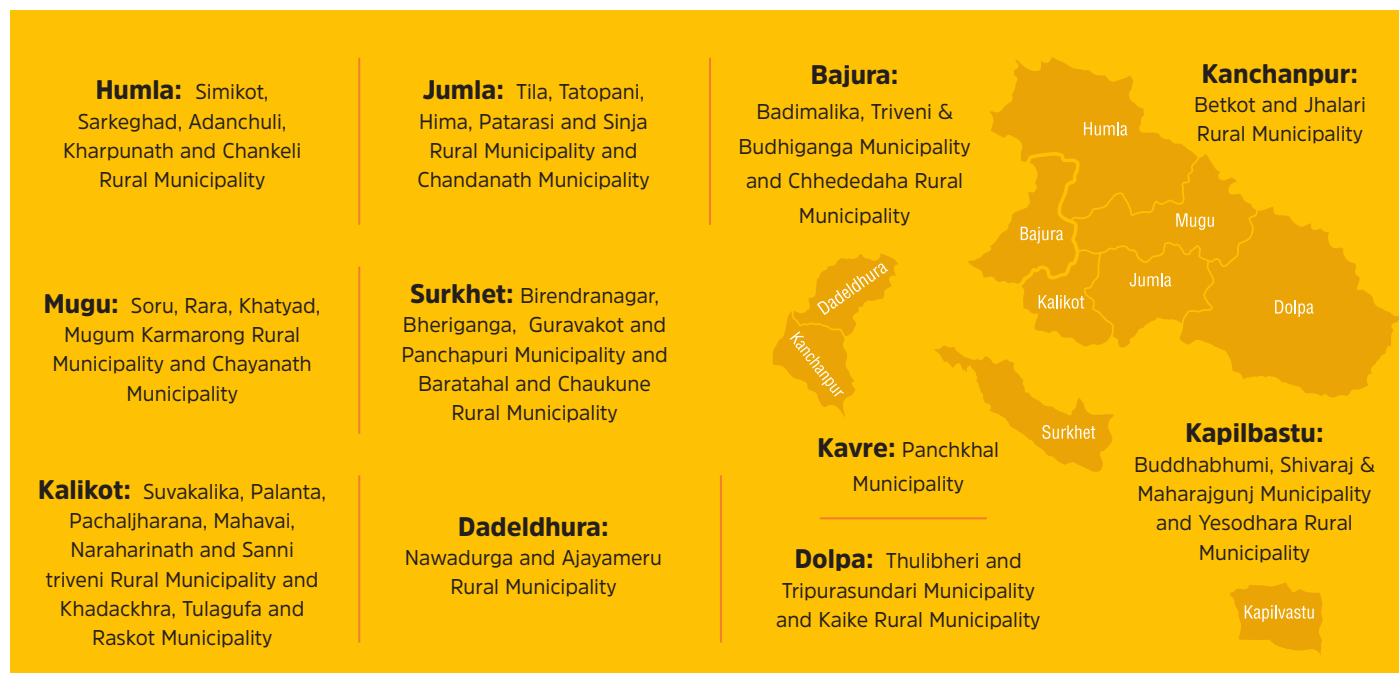 Humla: Simikot,
Sarkeghad, Adanchuli,
Kharpunath and Chankeli
Rural Municipality
Jumla: Tila, Tatopani,
Hima, Patarasi and Sinja
Rural Municipality and
Chandanath Municipality
Bajura:
Badimalika, Triveni &
Budhiganga Municipality
and Chhededaha Rural
Municipality
Kanchanpur:
Betkot and Jhalari
Rural Municipality
Mugu: Soru, Rara, Khatyad,
Mugum Karmarong Rural
Municipality and Chayanath
Municipality
Surkhet: Birendranagar,
Bheriganga, Guravakot and
Panchapuri Municipality and
Baratahal and Chaukune
Rural Municipality
Humla
Mugu
Bajura
Jumla
Kalikot
Dolpa
Dadeldhura
Kanchanpur
Surkhet
Kalikot: Suvakalika, Palanta,
Pachaljharana, Mahavai,
Naraharinath and Sanni
triveni Rural Municipality and
Khadackhra, Tulagufa and
Raskot Municipality
Dadeldhura:
Nawadurga and Ajayameru
Rural Municipality
Kavre: Panchkhal
Municipality
Dolpa: Thulibheri and
Tripurasundari Municipality
and Kaike Rural Municipality
Kapilbastu:
Buddhabhumi, Shivaraj &
Maharajgunj Municipality
and Yesodhara Rural
Municipality
Kapilvastu